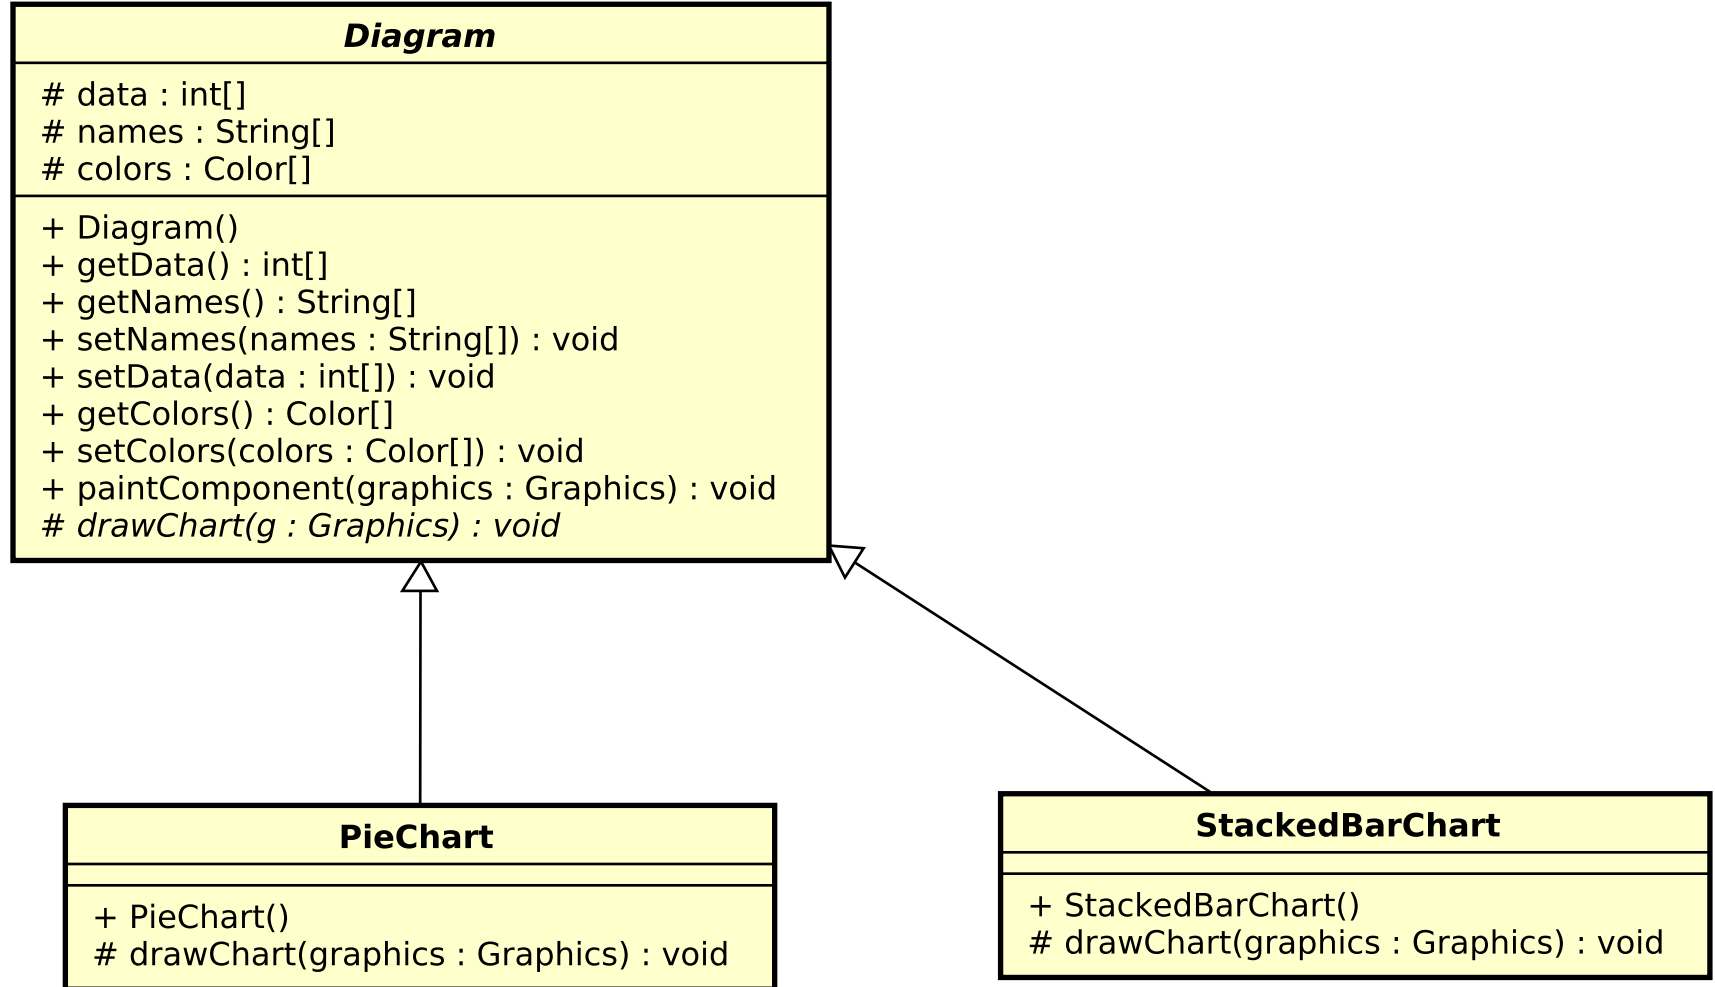 Diagram
# data : int[]
# names : String[]
# colors : Color[]
+ Diagram()
+ getData() : int[]
+ getNames() : String[]
+ setNames(names : String[]) : void
+ setData(data : int[]) : void
+ getColors() : Color[]
+ setColors(colors : Color[]) : void
+ paintComponent(graphics : Graphics) : void
# drawChart(g : Graphics) : void
PieChart
+ PieChart()
# drawChart(graphics : Graphics) : void
StackedBarChart
+ StackedBarChart()
# drawChart(graphics : Graphics) : void